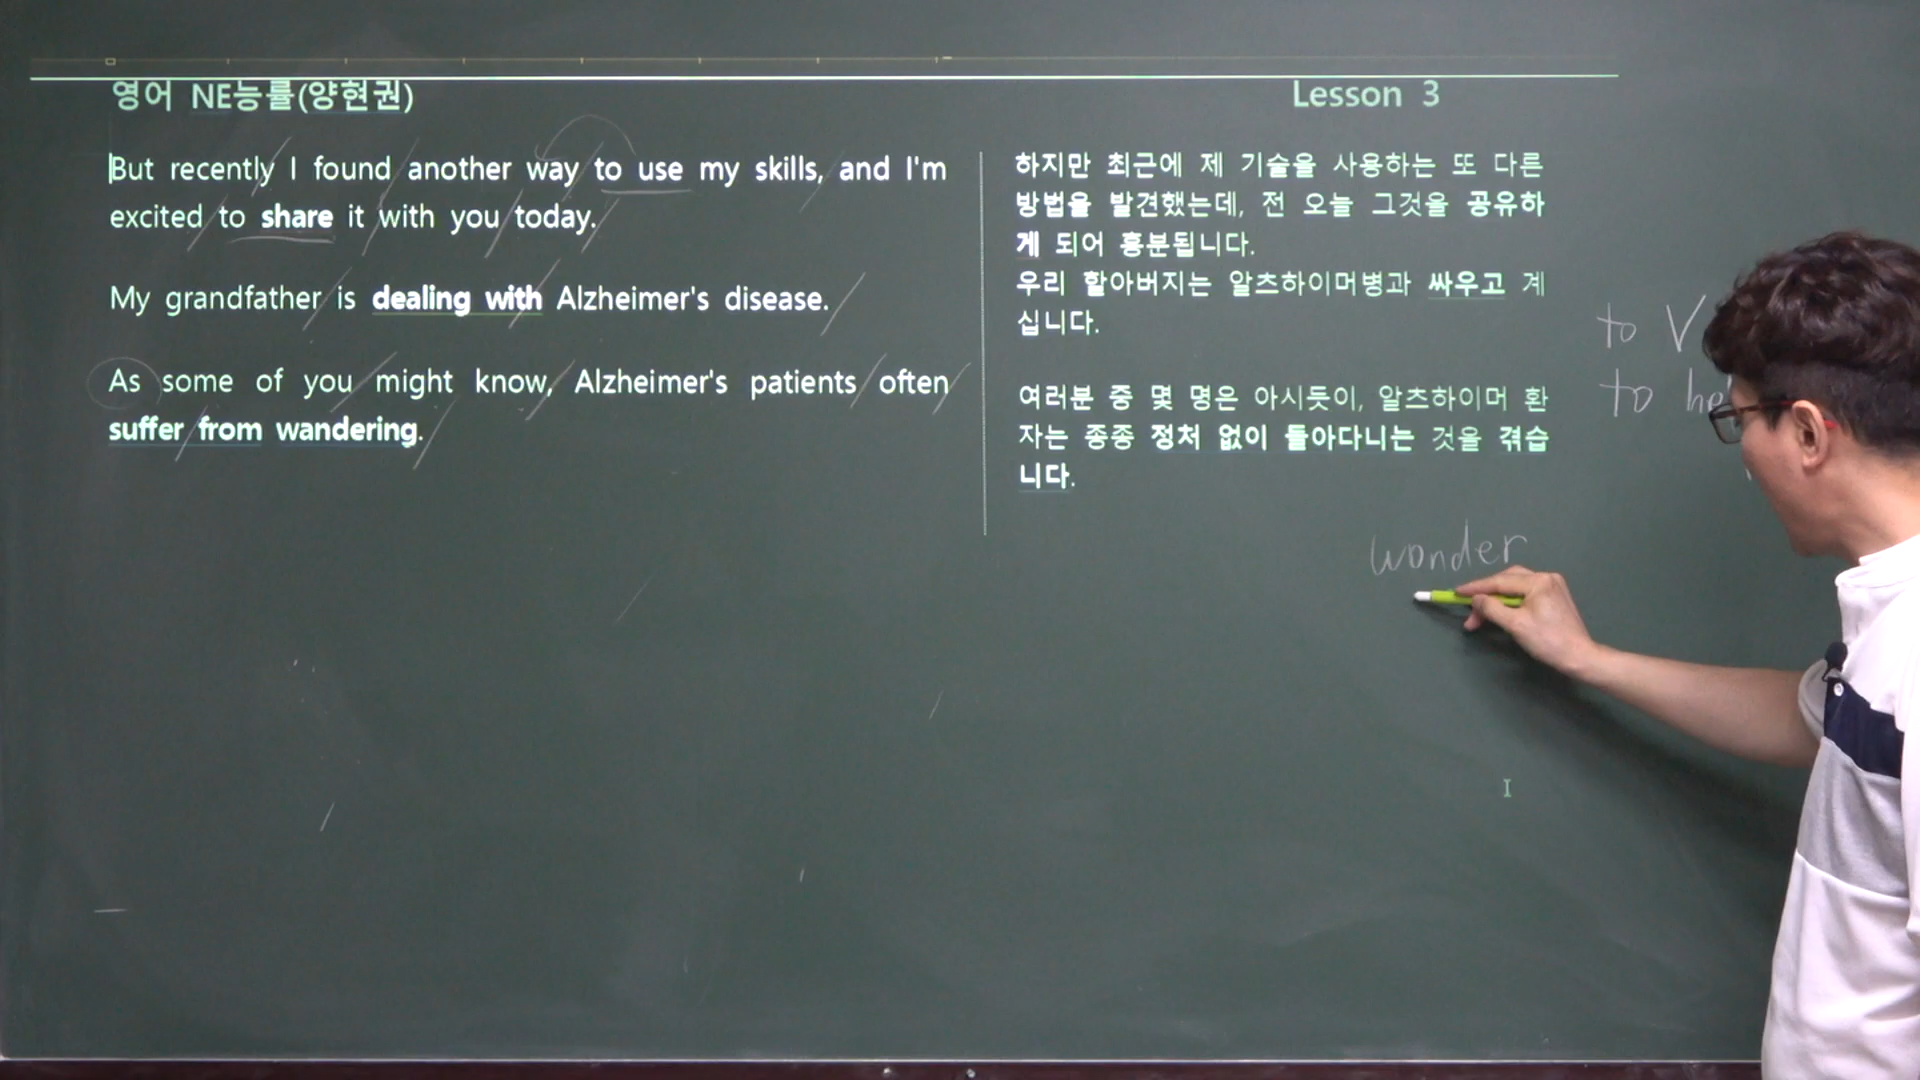 영어 NE능률(양현권)
Lesson 3
But recently I found another way to use my skills, and I'm
excited to share it with you today.
My grandfather is dealing with Alzheimer's disease.
As some of you might know, Alzheimer's patients often
suffer from wandering.
하지만 최근에 제 기술을 사용하는 또 다른
방법을 발견했는데, 전 오늘 그것을 공유하
게 되어 흥분됩니다.
우리 할아버지는 알츠하이머병과 싸우고 계
십니다.
여러분 중 몇 명은 아시듯이, 알츠하이머 환
자는 종종 정처 없이 돌아다니는 것을 겪습
니다.
to V
to
wonder